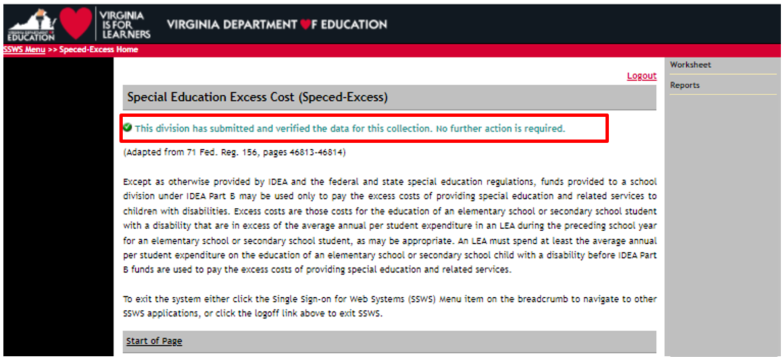 VIRGINIA
IS FOR
LEARNERS
VIRGINIA DEPARTMENT OF EDUCATION
EDUCATION
SSWS Menu >> Speced-Excess Home
Worksheet
Reports
Logout
Special Education Excess Cost (Speced-Excess)
This division has submitted and verified the data for this collection. No further action is required.
(Adapted from 71 Fed. Reg. 156, pages 46813-46814)
Except as otherwise provided by IDEA and the federal and state special education regulations, funds provided to a school
division under IDEA Part B may be used only to pay the excess costs of providing special education and related services to
children with disabilities. Excess costs are those costs for the education of an elementary school or secondary school student
with a disability that are in excess of the average annual per student expenditure in an LEA during the preceding school year
for an elementary school or secondary school student, as may be appropriate. An LEA must spend at least the average annual
per student expenditure on the education of an elementary school or secondary school child with a disability before IDEA Part
B funds are used to pay the excess costs of providing special education and related services.
To exit the system either click the Single Sign-on for Web Systems (SSWS) Menu item on the breadcrumb to navigate to other
SSWS applications, or click the logoff link above to exit SSWS.
Start of Page